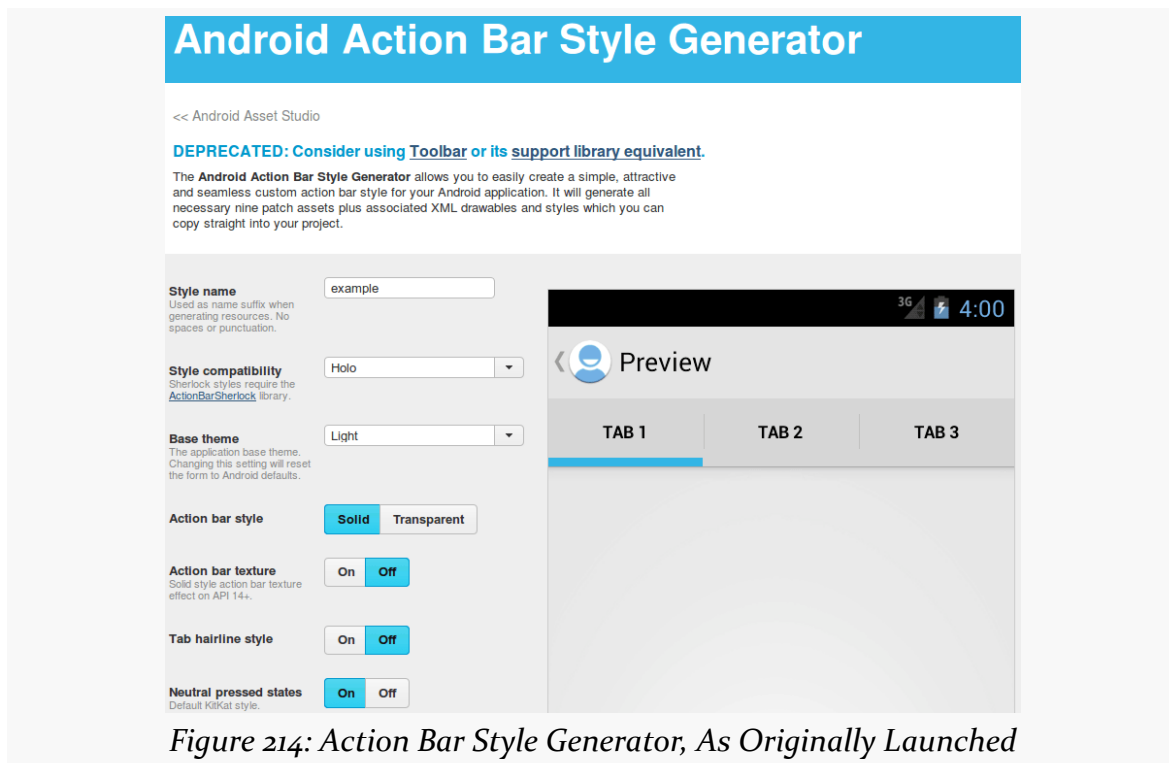 Android Action Bar Style Generator
<< Android Asset Studio
DEPRECATED: Consider using Toolbar or its support library equivalent.
The Android Action Bar Style Generator allows you to easily create a simple, attractive
and seamless custom action bar style for your Android application. It will generate all
necessary nine patch assets plus associated XML drawables and styles which you can
copy straight into your project.
Style name
Used as name suffix when
generating resources. No
spaces or punctuation.
example
Style compatibility
Sherlock styles require the
ActionBarSherlock library.
Holo
Base theme
The application base theme.
Changing this setting will reset
the form to Android defaults.
Light
Action bar style
Solid Transparent
Action bar texture
Solid style action bar texture
effect on API 14+.
On Off
Tab hairline style
On Off
Neutral pressed states
Default KitKat style.
On Off
3G 4:00
Preview
TAB 1 TAB 2 TAB 3
Figure 214: Action Bar Style Generator, As Originally Launched